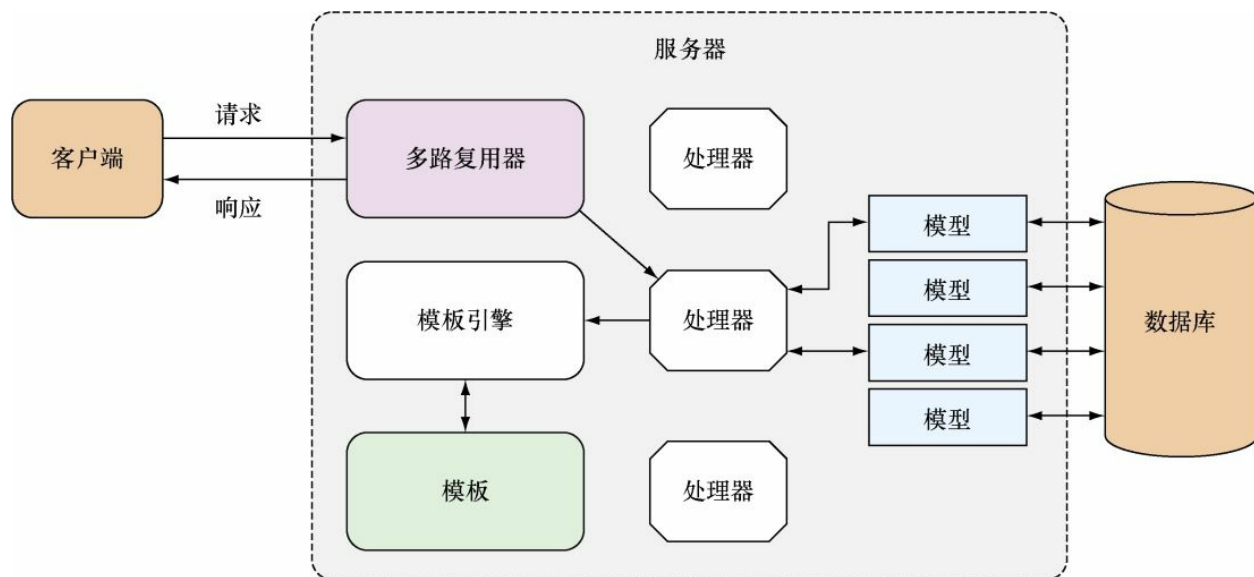 服务器
请求
客户端
多路复用器
处理器
响应
模型
模型
模板引擎
处理器
数据库
模型
模型
模板
处理器